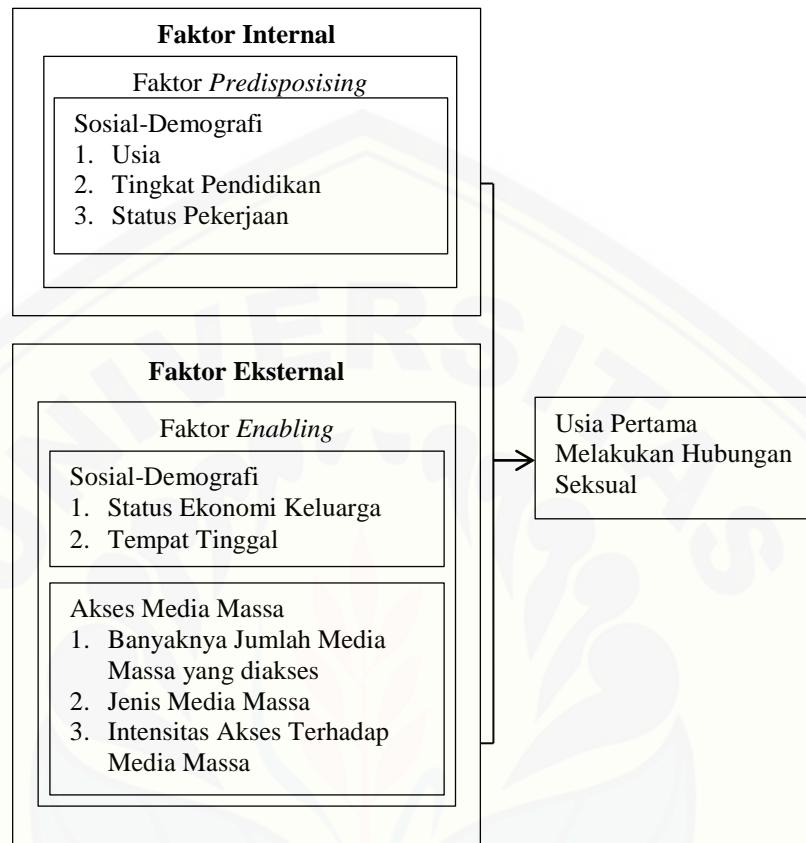 Faktor Internal
Faktor Predisposising
Sosial-Demografi
1. Usia
2. Tingkat Pendidikan
3. Status Pekerjaan
Faktor Eksternal
Faktor Enabling
Sosial-Demografi
1. Status Ekonomi Keluarga
2. Tempat Tinggal
Akses Media Massa
1. Banyaknya Jumlah Media
Massa yang diakses
2. Jenis Media Massa
3. Intensitas Akses Terhadap
Media Massa
Usia Pertama
Melakukan Hubungan
Seksual
UNIVERSITAS